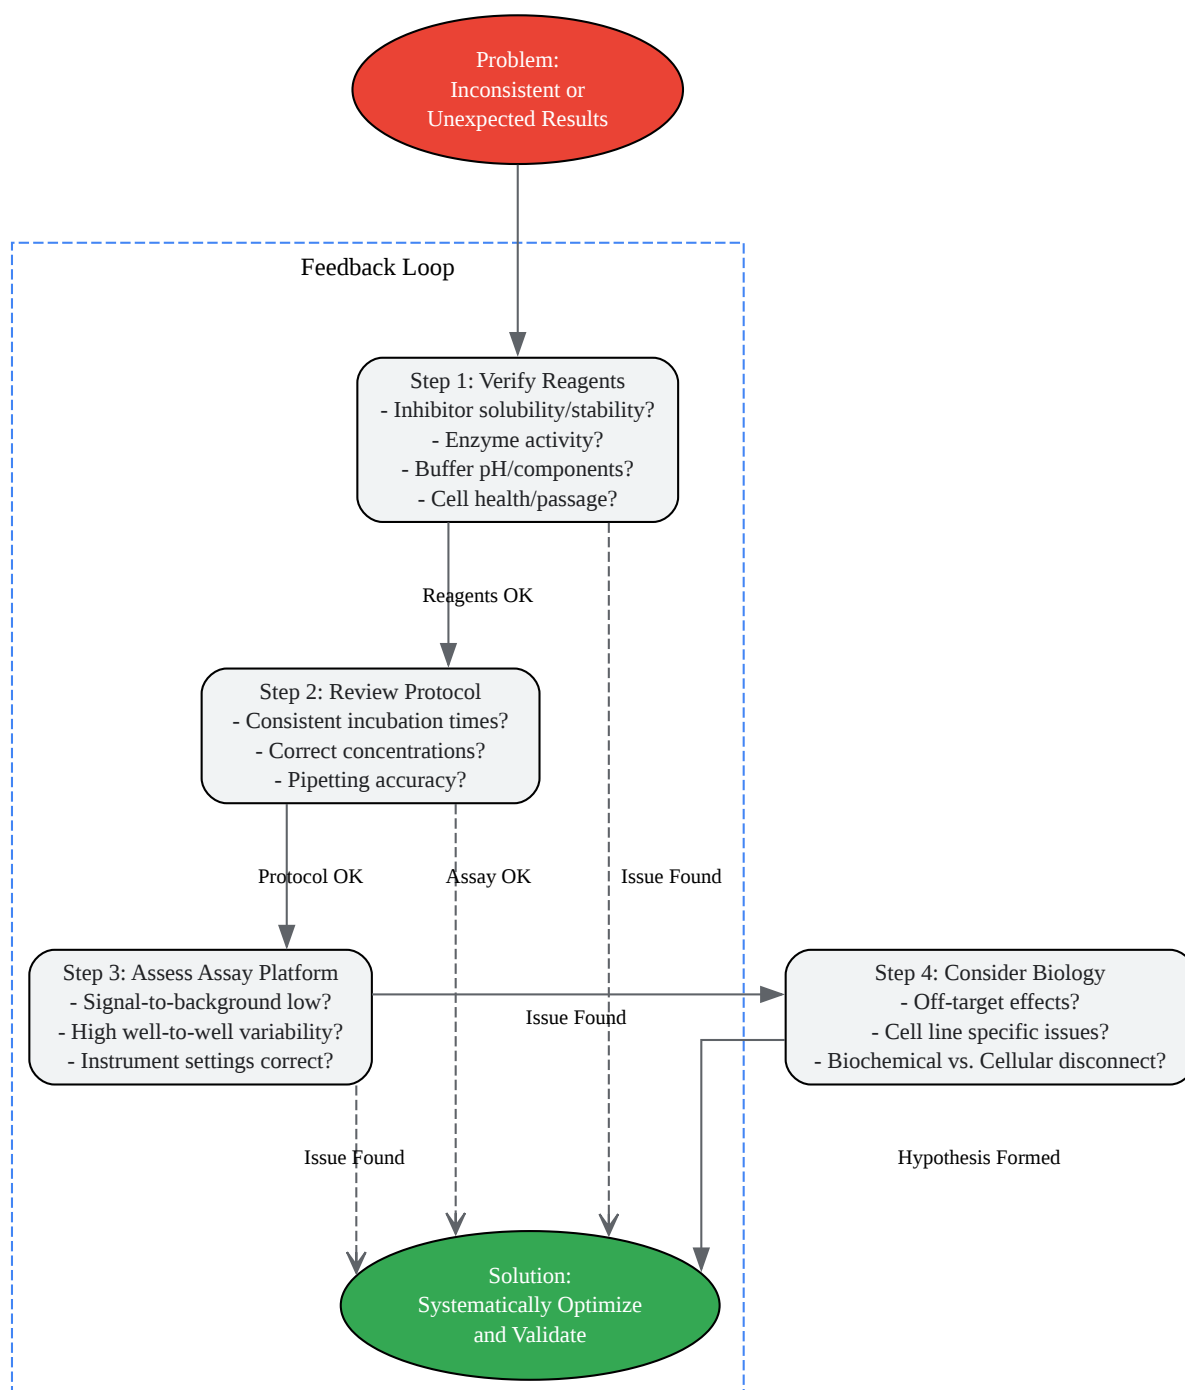 Problem:
Inconsistent or
Unexpected Results
Feedback Loop
Step 1: Verify Reagents
- Inhibitor solubility/stability?
- Enzyme activity?
- Buffer pH/components?
- Cell health/passage?
Reagents OK
Step 2: Review Protocol
- Consistent incubation times?
- Correct concentrations?
- Pipetting accuracy?
Protocol OK
Assay OK
Issue Found
Step 3: Assess Assay Platform
- Signal-to-background low?
- High well-to-well variability?
- Instrument settings correct?
Issue Found
Step 4: Consider Biology
- Off-target effects?
- Cell line specific issues?
- Biochemical vs. Cellular disconnect?
Issue Found
Hypothesis Formed
Solution:
Systematically Optimize
and Validate